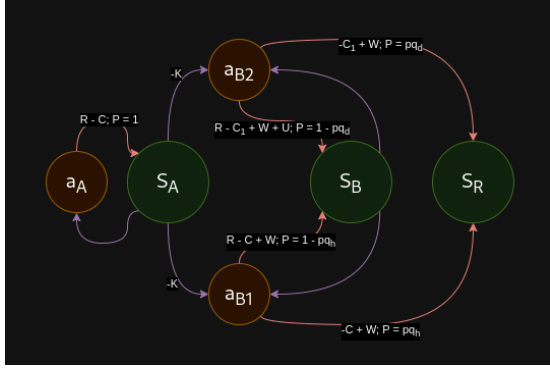 -C₁ + W; P = pq_d
-K
a_B2
R - C; P = 1
R - C₁ + W + U; P = 1 - pq_d
a_A
S_A
S_B
S_R
R - C + W; P = 1 - pq_h
-K
a_B1
-C + W; P = pq_h